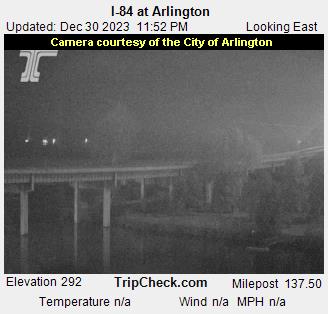 I-84 at Arlington
Updated: Dec 30 2023 11:52 PM Looking East
Camera courtesy of the City of Arlington
Elevation 292 TripCheck.com Milepost 137.50
Temperature n/a Wind n/a MPH n/a